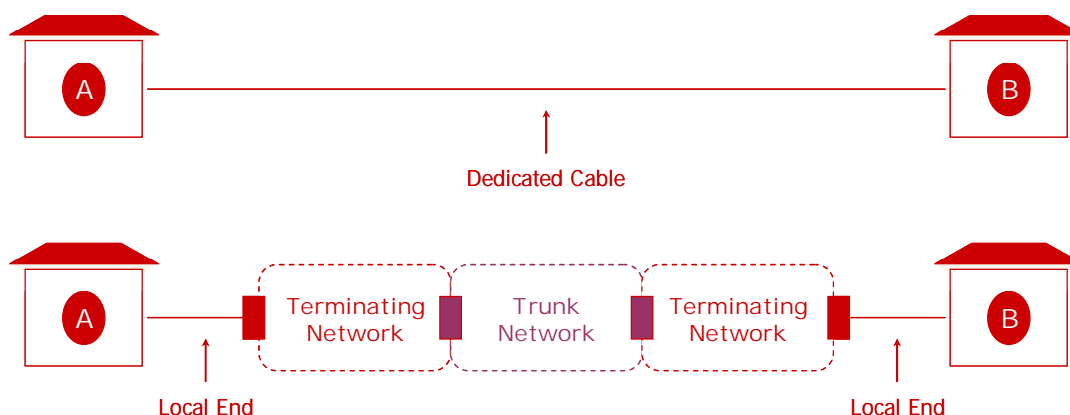 A
B
Dedicated Cable
A
Terminating
Network
Trunk
Network
Terminating
Network
B
Local End
Local End